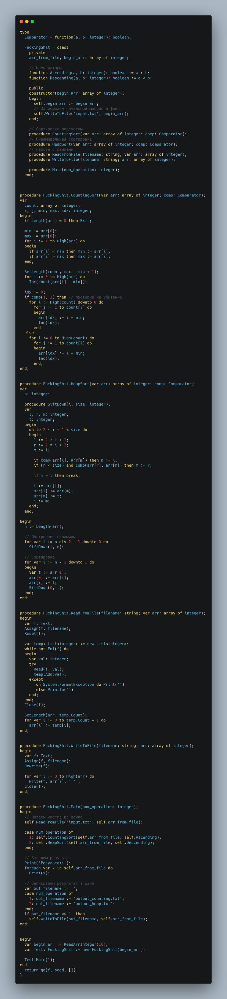 type
  Comparator = function(a, b: integer): boolean;

  FuckingShit = class
    private
    arr_from_file, begin_arr: array of integer;

    // Компараторы
    function Ascending(a, b: integer): boolean := a > b;
    function Descending(a, b: integer): boolean := a < b;

    public
    constructor(begin_arr: array of integer);
    begin
      self.begin_arr := begin_arr;
      // Записываем начальный массив в файл
      self.WriteToFile('input.txt', begin_arr);
    end;

    // Сортировка подсчетом
    procedure CountingSort(var arr: array of integer; comp: Comparator);
    // Пирамидальная сортировка
    procedure HeapSort(var arr: array of integer; comp: Comparator);
    // Работа с файлами
    procedure ReadFromFile(filename: string; var arr: array of integer);
    procedure WriteToFile(filename: string; arr: array of integer);

    procedure Main(num_operation: integer);
  end;



procedure FuckingShit.CountingSort(var arr: array of integer; comp: Comparator);
var
  count: array of integer;
  i, j, min, max, idx: integer;
begin
  if Length(arr) = 0 then Exit;

  min := arr[0];
  max := arr[0];
  for i := 1 to High(arr) do
  begin
    if arr[i] < min then min := arr[i];
    if arr[i] > max then max := arr[i];
  end;

  SetLength(count, max - min + 1);
  for i := 0 to High(arr) do
    Inc(count[arr[i] - min]);

  idx := 0;
  if comp(1, 2) then // проверка на убывание
    for i := High(count) downto 0 do
      for j := 1 to count[i] do
      begin
        arr[idx] := i + min;
        Inc(idx);
      end
  else
    for i := 0 to High(count) do
      for j := 1 to count[i] do
      begin
        arr[idx] := i + min;
        Inc(idx);
      end;
end;


procedure FuckingShit.HeapSort(var arr: array of integer; comp: Comparator);
var
  n: integer;

  procedure SiftDown(i, size: integer);
  var
    l, r, m: integer;
    t: integer;
  begin
    while 2 * i + 1 < size do
    begin
      l := 2 * i + 1;
      r := 2 * i + 2;
      m := i;

      if comp(arr[l], arr[m]) then m := l;
      if (r < size) and comp(arr[r], arr[m]) then m := r;

      if m = i then break;

      t := arr[i];
      arr[i] := arr[m];
      arr[m] := t;
      i := m;
    end;
  end;

begin
  n := Length(arr);

  // Построение пирамиды
  for var i := n div 2 - 1 downto 0 do
    SiftDown(i, n);

  // Сортировка
  for var i := n - 1 downto 1 do
  begin
    var t := arr[0];
    arr[0] := arr[i];
    arr[i] := t;
    SiftDown(0, i);
  end;
end;


procedure FuckingShit.ReadFromFile(filename: string; var arr: array of integer);
begin
  var f: Text;
  Assign(f, filename);
  Reset(f);

  var temp: List<integer> := new List<integer>;
  while not Eof(f) do
  begin
    var val: integer;
    try
      Read(f, val);
      temp.Add(val);
    except
       on System.FormatException do Print('')
       else Println('')
    end;
  end;
  Close(f);

  SetLength(arr, temp.Count);
  for var i := 0 to temp.Count - 1 do
    arr[i] := temp[i];
end;


procedure FuckingShit.WriteToFile(filename: string; arr: array of integer);
begin
  var f: Text;
  Assign(f, filename);
  Rewrite(f);

  for var i := 0 to High(arr) do
    Write(f, arr[i], ' ');
  Close(f);
end;


procedure FuckingShit.Main(num_operation: integer);
begin
  // Читаем массив из файла
  self.ReadFromFile('input.txt', self.arr_from_file);

  case num_operation of
    1: self.CountingSort(self.arr_from_file, self.Ascending);
    2: self.HeapSort(self.arr_from_file, self.Descending);
  end;

  // Выводим результат
  Print('Результат:');
  foreach var x in self.arr_from_file do
    Print(x);

  // Записываем результат в файл
  var out_filename := '';
  case num_operation of
    1: out_filename := 'output_counting.txt';
    2: out_filename := 'output_heap.txt';
  end;
  if out_filename <> '' then
    self.WriteToFile(out_filename, self.arr_from_file);
end;


begin
  var begin_arr := ReadArrInteger(10);
  var Test: FuckingShit := new FuckingShit(begin_arr);

  Test.Main(1);
end.
  return go(f, seed, [])
}